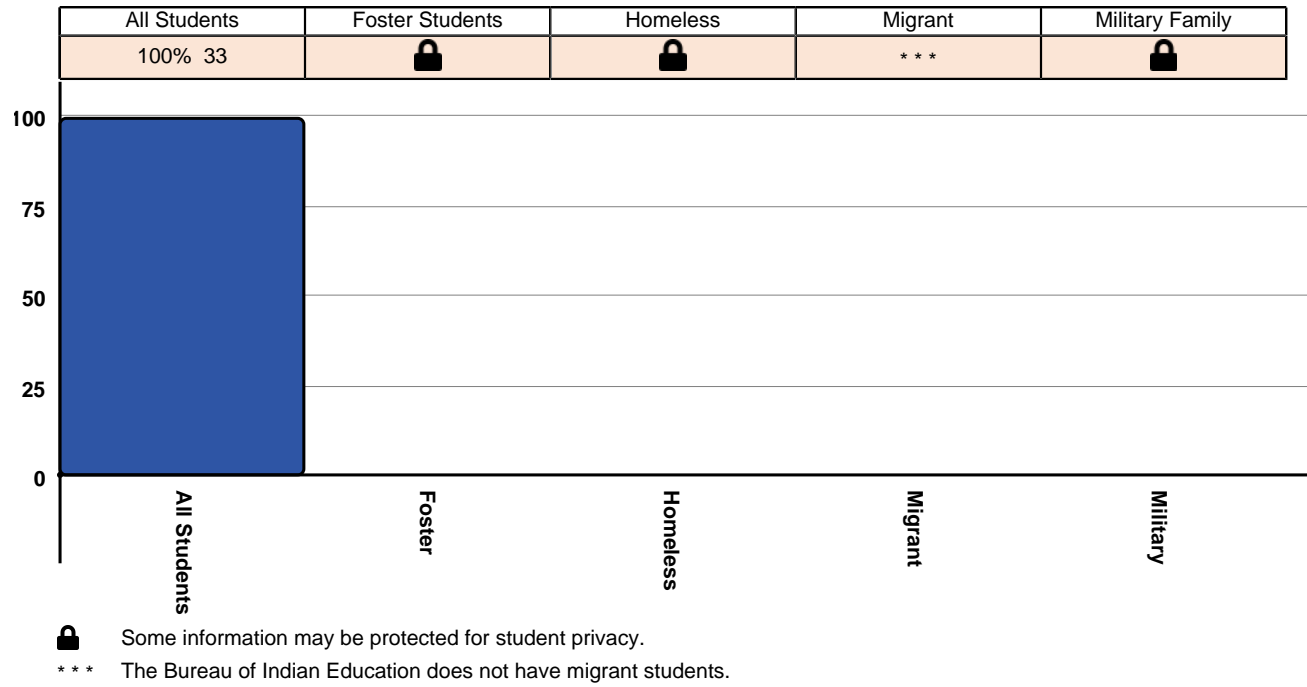 All Students Foster Students Homeless Migrant Military Family
100% 33 * * *
100
75
50
25
0
All Students
Foster
Homeless
Migrant
Military
Some information may be protected for student privacy.
* * * The Bureau of Indian Education does not have migrant students.